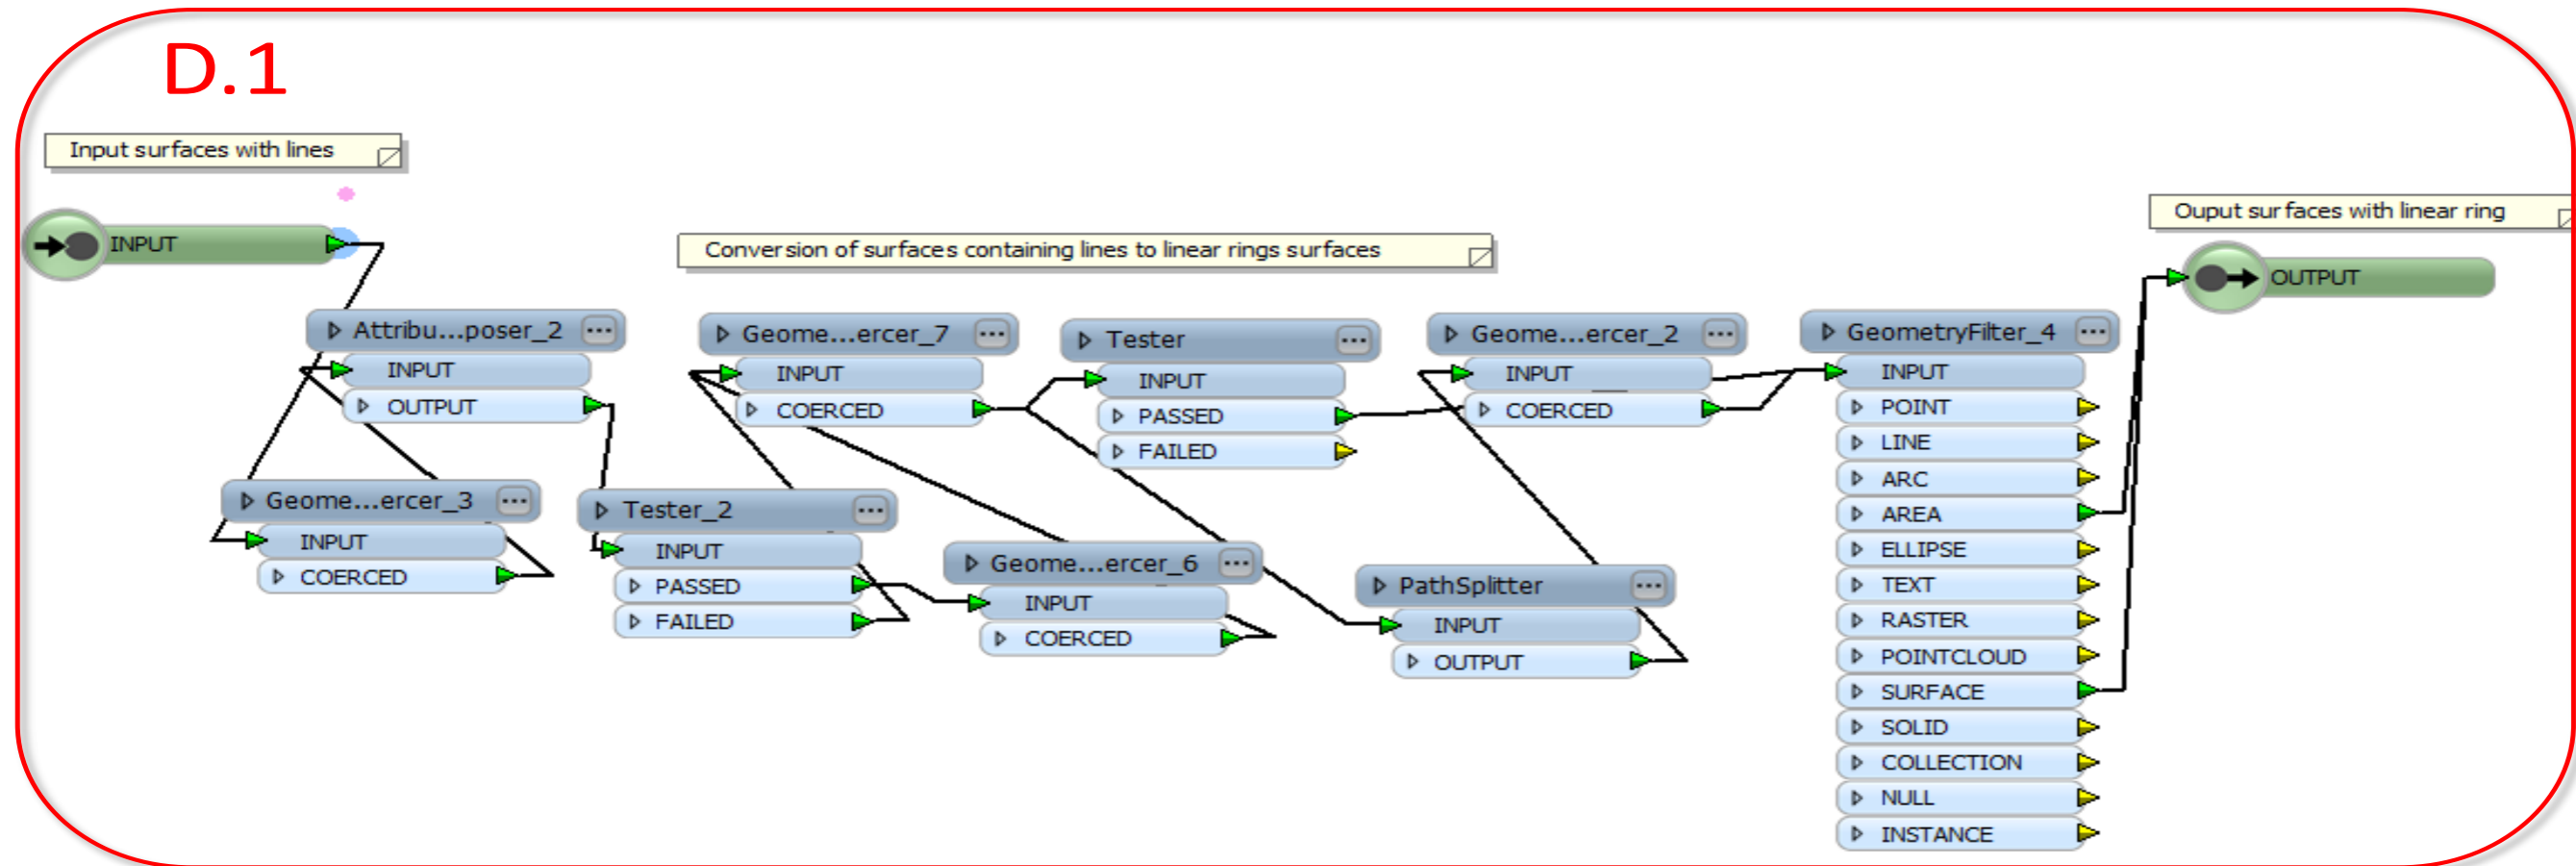 D.1
Input surfaces with lines
INPUT
Conversion of surfaces containing lines to linear rings surfaces
Ouput surfaces with linear ring
OUTPUT
Attribu...poser_2
INPUT
OUTPUT
Geome...ercer_3
INPUT
COERCED
Tester_2
INPUT
PASSED
FAILED
Geome...ercer_7
INPUT
COERCED
Geome...ercer_6
INPUT
COERCED
Tester
INPUT
PASSED
FAILED
PathSplitter
INPUT
OUTPUT
Geome...ercer_2
INPUT
COERCED
GeometryFilter_4
INPUT
POINT
LINE
ARC
AREA
ELLIPSE
TEXT
RASTER
POINTCLOUD
SURFACE
SOLID
COLLECTION
NULL
INSTANCE